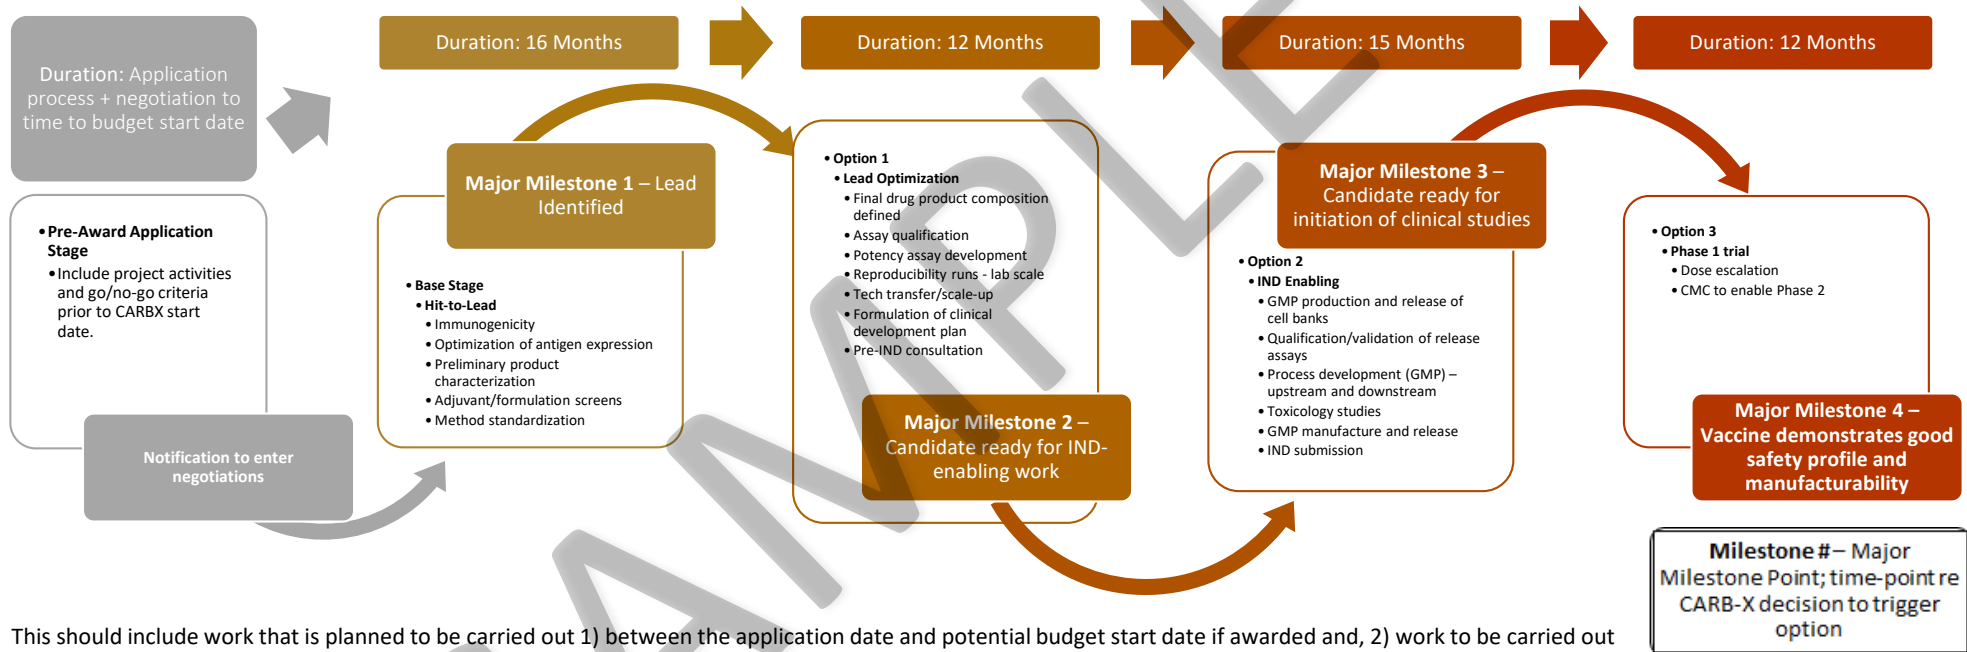 Duration: Application
process + negotiation to
time to budget start date
Duration: 16 Months
Duration: 12 Months
Duration: 15 Months
Duration: 12 Months
• Pre-Award Application
Stage
• Include project activities
and go/no-go criteria
prior to CARBX start
date.
Notification to enter
negotiations
Major Milestone 1 – Lead
Identified
• Base Stage
• Hit-to-Lead
• Immunogenicity
• Optimization of antigen expression
• Preliminary product
characterization
• Adjuvant/formulation screens
• Method standardization
• Option 1
• Lead Optimization
• Final drug product composition
defined
• Assay qualification
• Potency assay development
• Reproducibility runs - lab scale
• Tech transfer/scale-up
• Formulation of clinical
development plan
• Pre-IND consultation
Major Milestone 2 –
Candidate ready for IND-
enabling work
Major Milestone 3 –
Candidate ready for
initiation of clinical studies
• Option 2
• IND Enabling
• GMP production and release of
cell banks
• Qualification/validation of release
assays
• Process development (GMP) –
upstream and downstream
• Toxicology studies
• GMP manufacture and release
• IND submission
• Option 3
• Phase 1 trial
• Dose escalation
• CMC to enable Phase 2
Major Milestone 4 –
Vaccine demonstrates good
safety profile and
manufacturability
Milestone # – Major
Milestone Point; time-point re
CARB-X decision to trigger
option
This should include work that is planned to be carried out 1) between the application date and potential budget start date if awarded and, 2) work to be carried out
SAMPLE